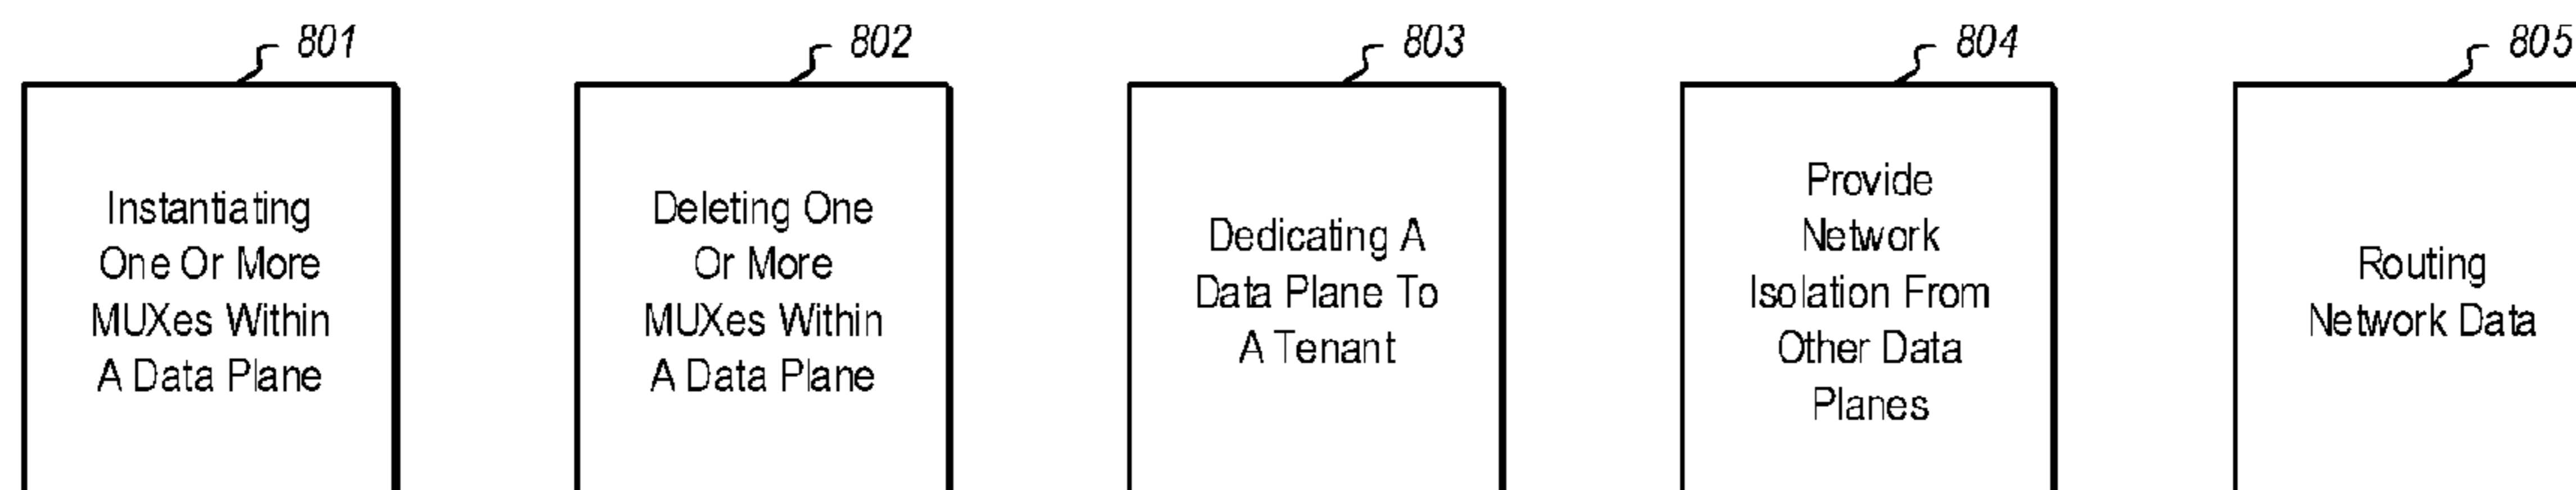 801
802
803
804
805
Instantiating
One Or More
MUXes Within
A Data Plane
Deleting One
Or More
MUXes Within
A Data Plane
Dedicating A
Data Plane To
A Tenant
Provide
Network
Isolation From
Other Data
Planes
Routing
Network Data